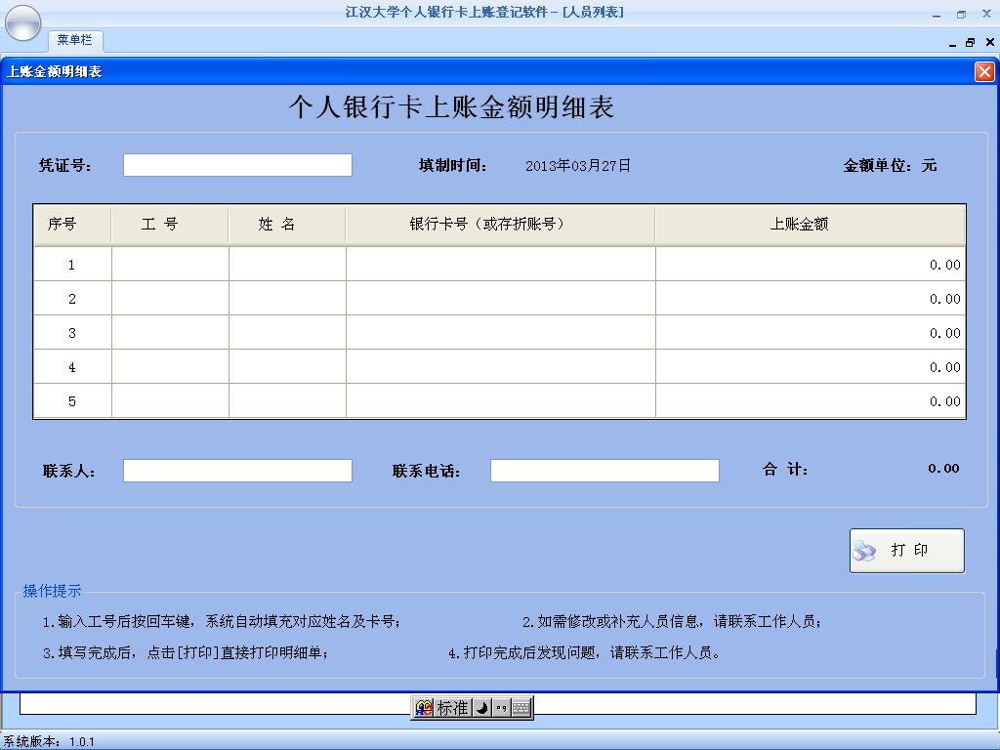 江汉大学个人银行卡上账登记软件 - [人员列表]
菜单栏
上账金额明细表
个人银行卡上账金额明细表
凭证号: 填制时间: 2013年03月27日 金额单位: 元
序号 工 号 姓 名 银行卡号（或存折账号） 上账金额
1 0.00
2 0.00
3 0.00
4 0.00
5 0.00
联系人: 联系电话: 合 计: 0.00
打 印
操作提示
1.输入工号后按回车键，系统自动填充对应姓名及卡号； 2.如需修改或补充人员信息，请联系工作人员；
3.填写完成后，点击[打印]直接打印明细单； 4.打印完成后发现问题，请联系工作人员。
标准
系统版本: 1.0.1